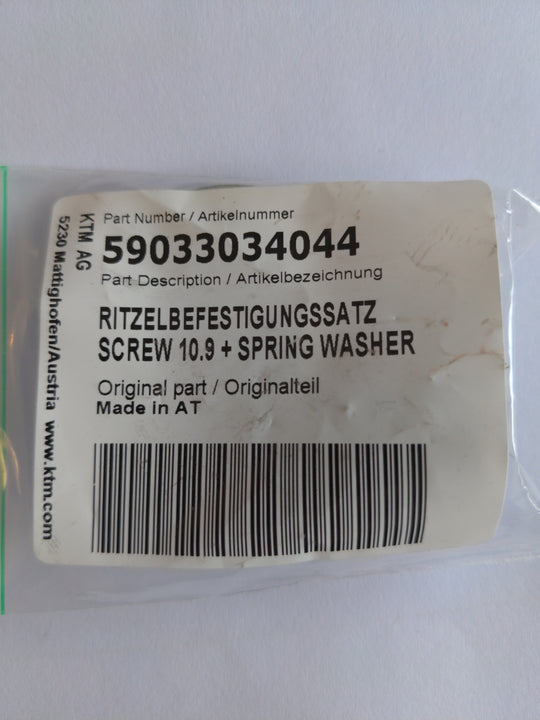 Part Number / Artikelnummer
59033034044
Part Description / Artikelbezeichnung
RITZELBEFESTIGUNGSSATZ
SCREW 10.9 + SPRING WASHER
Original part / Originalteil
Made in AT
KTM AG
5230 Mattighofen/Austria www.ktm.com